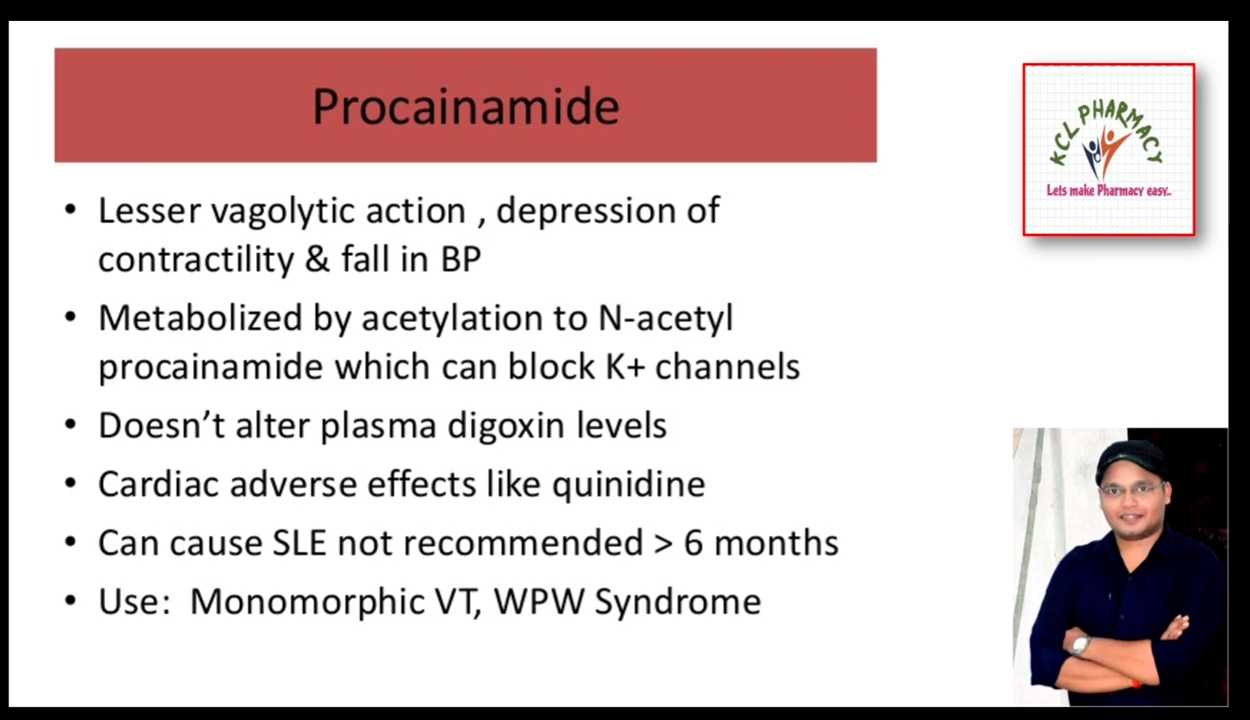 Procainamide
KCL PHARMACY
Lets make Pharmacy easy..
• Lesser vagolytic action , depression of
contractility & fall in BP
• Metabolized by acetylation to N-acetyl
procainamide which can block K+ channels
• Doesn’t alter plasma digoxin levels
• Cardiac adverse effects like quinidine
• Can cause SLE not recommended > 6 months
• Use:  Monomorphic VT, WPW Syndrome